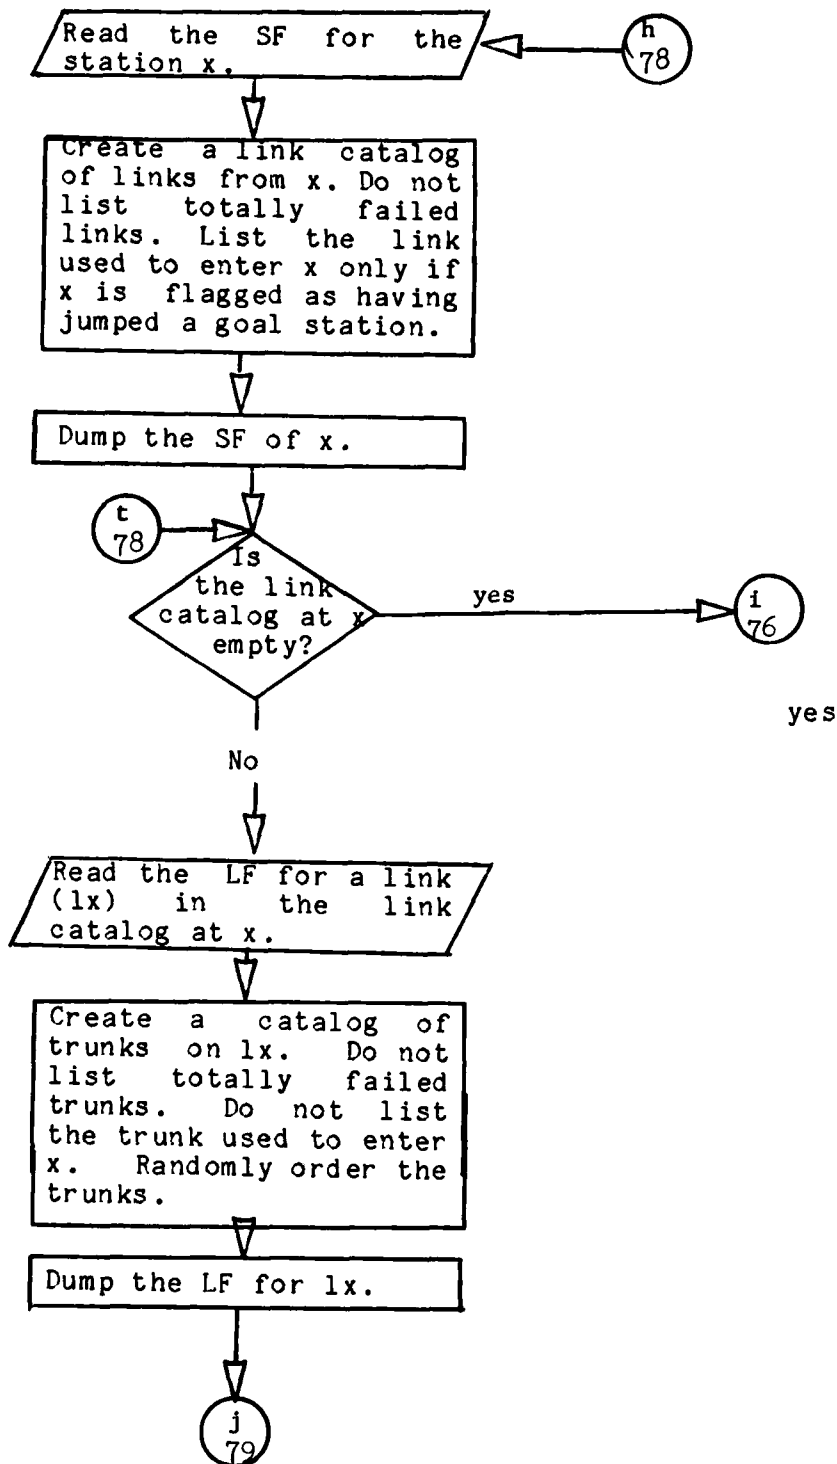 Read the SF for the
station x.
h
78
Create a link catalog
of links from x. Do not
list totally failed
links. List the link
used to enter x only if
x is flagged as having
jumped a goal station.
Dump the SF of x.
t
78
Is
the link
catalog at x
empty?
yes
i
76
yes
No
Read the LF for a link
(lx) in the link
catalog at x.
Create a catalog of
trunks on lx. Do not
list totally failed
trunks. Do not list
the trunk used to enter
x. Randomly order the
trunks.
Dump the LF for lx.
j
79